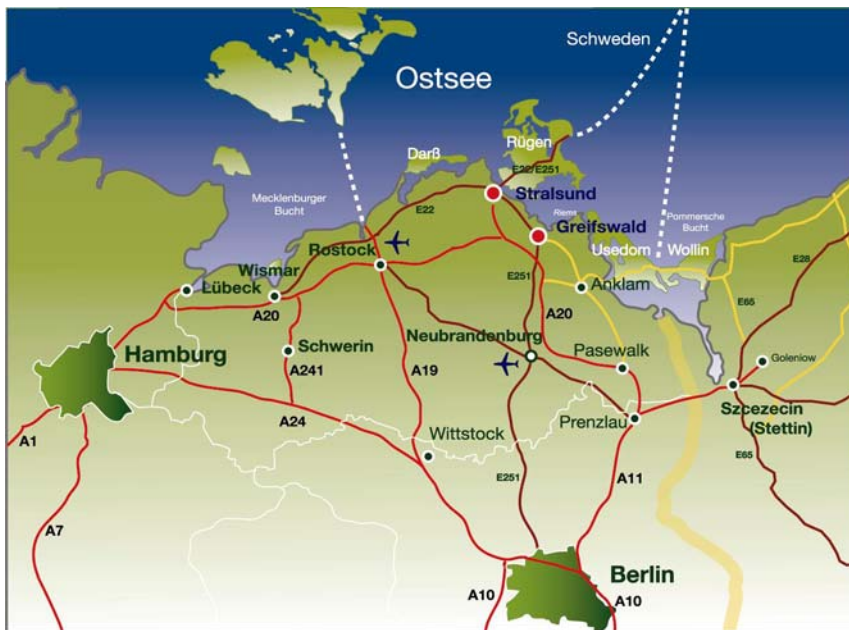 Schweden
Ostsee
Rügen
Darß
E22/E251
Stralsund
Mecklenburger
Bucht
E22
Riems
Greifswald
Pommersche
Bucht
Rostock
Usedom
Wollin
Wismar
Lübeck
E251
Anklam
E28
E65
A20
A20
Neubrandenburg
Hamburg
Schwerin
A19
Pasewalk
Goleniow
A241
Szczecin
(Stettin)
A24
Prenzlau
A1
Wittstock
E65
E251
A11
A7
Berlin
A10
A10